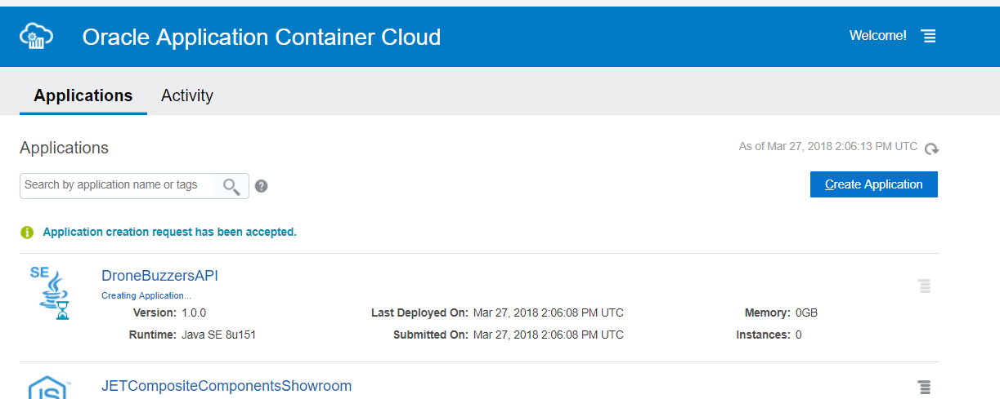 Oracle Application Container Cloud
Welcome!
Applications
Activity
Applications
As of Mar 27, 2018 2:06:13 PM UTC
Search by application name or tags
?
Create Application
i
Application creation request has been accepted.
SE
DroneBuzzersAPI
Creating Application...
Version: 1.0.0 Last Deployed On: Mar 27, 2018 2:06:08 PM UTC Memory: 0GB
Runtime: Java SE 8u151 Submitted On: Mar 27, 2018 2:06:08 PM UTC Instances: 0
JS
JETCompositeComponentsShowroom